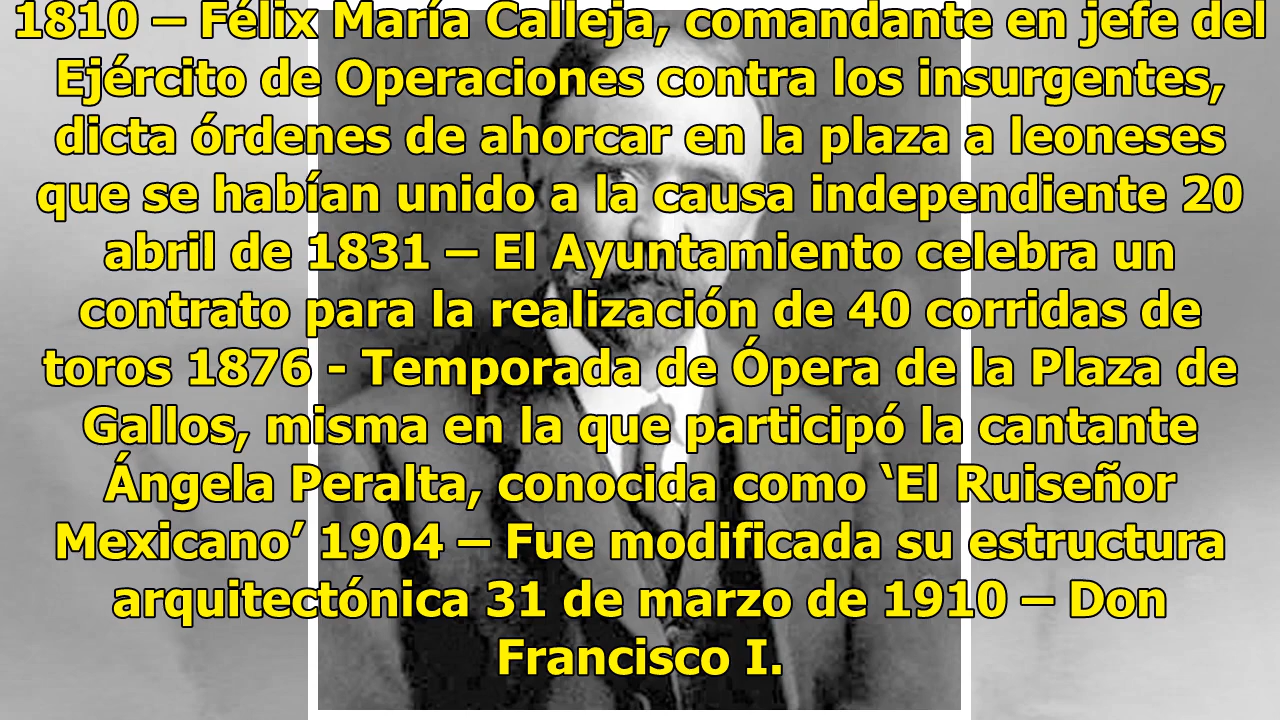 1810 – Félix María Calleja, comandante en jefe del
Ejército de Operaciones contra los insurgentes,
dicta órdenes de ahorcar en la plaza a leoneses
que se habían unido a la causa independiente 20
abril de 1831 – El Ayuntamiento celebra un
contrato para la realización de 40 corridas de
toros 1876 - Temporada de Ópera de la Plaza de
Gallos, misma en la que participó la cantante
Ángela Peralta, conocida como ‘El Ruiseñor
Mexicano’ 1904 – Fue modificada su estructura
arquitectónica 31 de marzo de 1910 – Don
Francisco I.